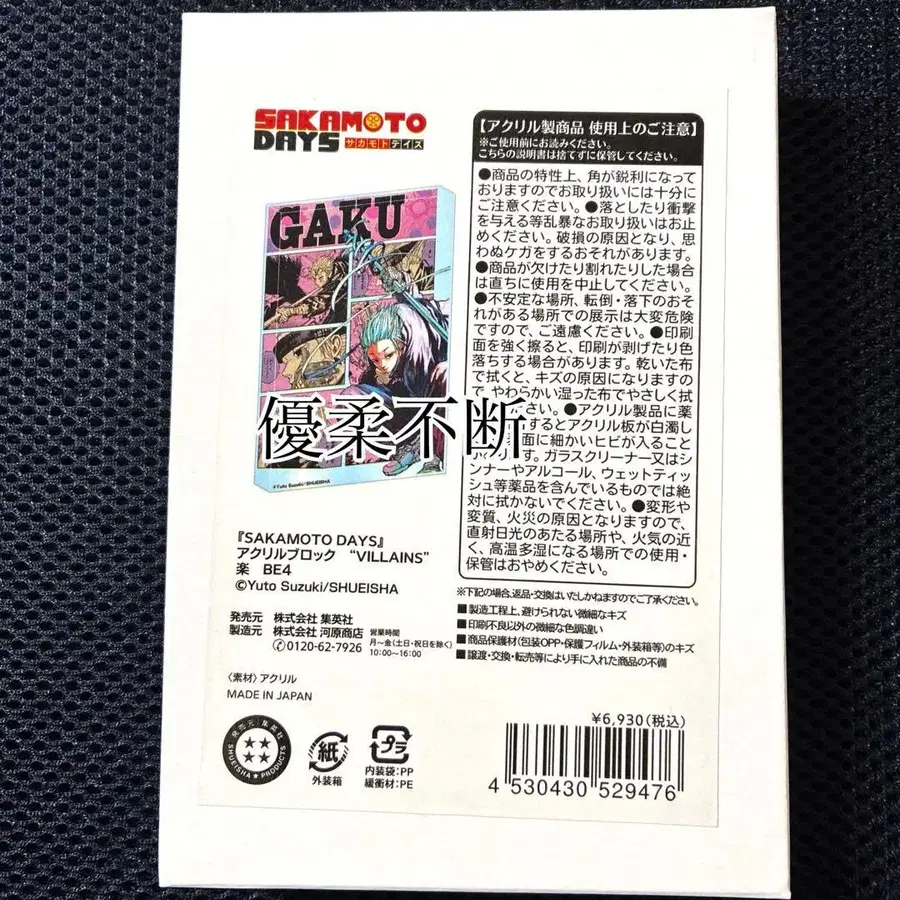 SAKAMOTO
DAYS サカモトデイズ
GAKU
©Yuto Suzuki/SHUEISHA
優柔不断
『SAKAMOTO DAYS』
アクリルブロック “VILLAINS”
楽 BE4
©Yuto Suzuki/SHUEISHA
発売元 株式会社 集英社
製造元 株式会社 河原商店
0120-62-7926
営業時間
月～金(土日・祝日を除く)
10:00～16:00
〈素材〉アクリル
MADE IN JAPAN
発売元 集英社
SHUEISHA PRODUCTS
紙
外装箱
プラ
内装袋:PP
緩衝材:PE
【アクリル製商品 使用上のご注意】
※ご使用前にお読みください。
こちらの説明書は捨てずに保管してください。
●商品の特性上、角が鋭利になって
おりますのでお取り扱いには十分に
ご注意ください。●落としたり衝撃
を与える等乱暴なお取り扱いはお止
めください。破損の原因となり、思
わぬケガをするおそれがあります。
●商品が欠けたり割れたりした場合
は直ちに使用を中止してください。
●不安定な場所、転倒・落下のおそ
れがある場所での展示は大変危険
ですので、ご遠慮ください。●印刷
面を強く擦ると、印刷が剥げたり色
落ちする場合があります。乾いた布
で拭くと、キズの原因になりますの
で、やわらかい湿った布でやさしく拭
さい。●アクリル製品に薬
するとアクリル板が白濁し
面に細かいヒビが入ること
ガラスクリーナー又はシ
ンナーやアルコール、ウェットティッ
シュ等薬品を含んでいるものでは絶
対に拭かないでください。●変形や
変質、火災の原因となりますので、
直射日光のあたる場所や、火気の近
く、高温多湿になる場所での使用・
保管はおやめください。
※下記の場合、返品・交換はいたしかねますのでご了承ください。
■製造工程上、避けられない微細なキズ
■印刷不良以外の微細な色調違い
■商品保護材(包装OPP・保護フィルム・外装箱等)のキズ
■譲渡・交換・転売等により手に入れた商品の不備
¥6,930(税込)
4 530430 529476